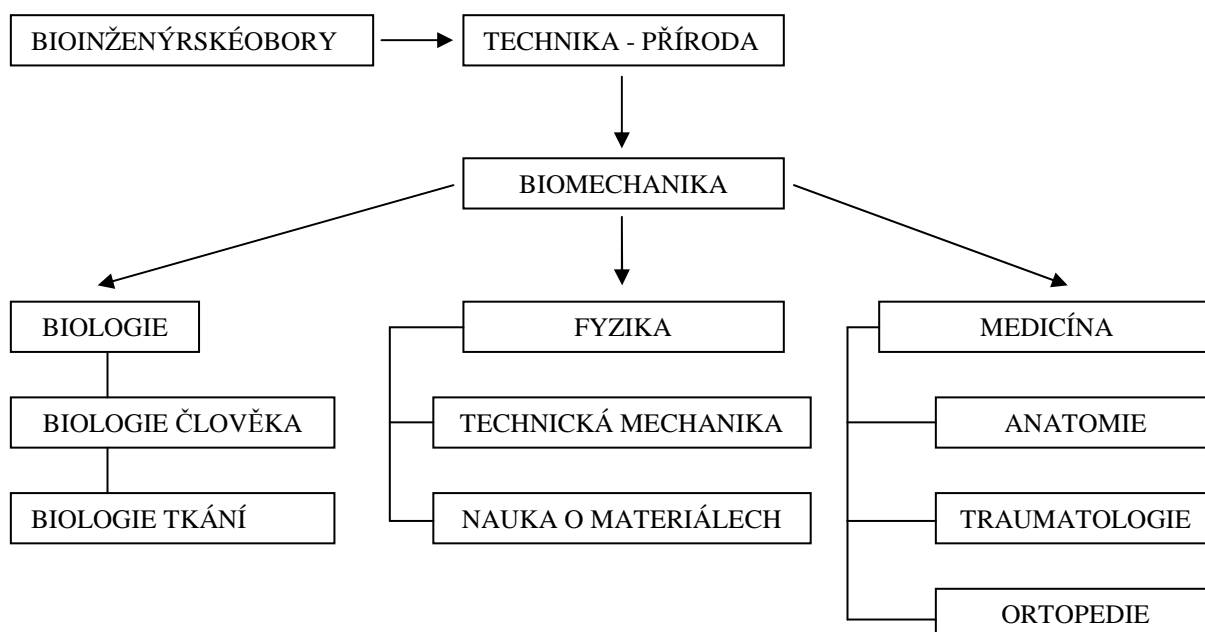 BIOINŽENÝRSKÉOBORY
TECHNIKA - PŘÍRODA
BIOMECHANIKA
BIOLOGIE
FYZIKA
MEDICÍNA
BIOLOGIE ČLOVĚKA
TECHNICKÁ MECHANIKA
ANATOMIE
BIOLOGIE TKÁNÍ
NAUKA O MATERIÁLECH
TRAUMATOLOGIE
ORTOPEDIE